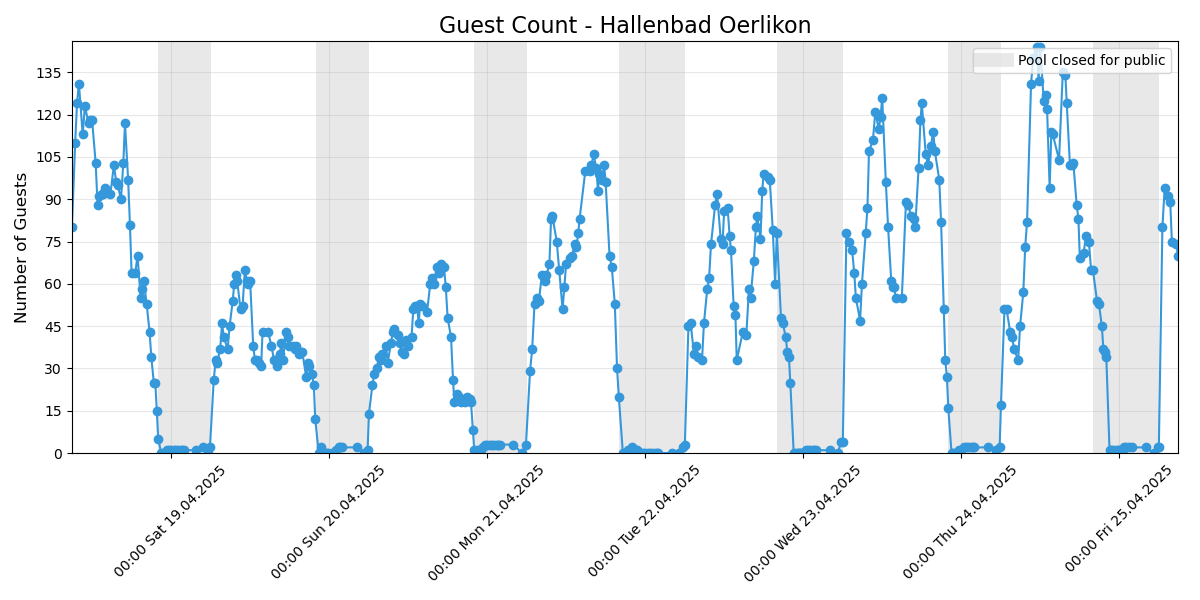 Guest Count - Hallenbad Oerlikon
Pool closed for public
Number of Guests
135
120
105
90
75
60
45
30
15
0
00:00 Sat 19.04.2025
00:00 Sun 20.04.2025
00:00 Mon 21.04.2025
00:00 Tue 22.04.2025
00:00 Wed 23.04.2025
00:00 Thu 24.04.2025
00:00 Fri 25.04.2025